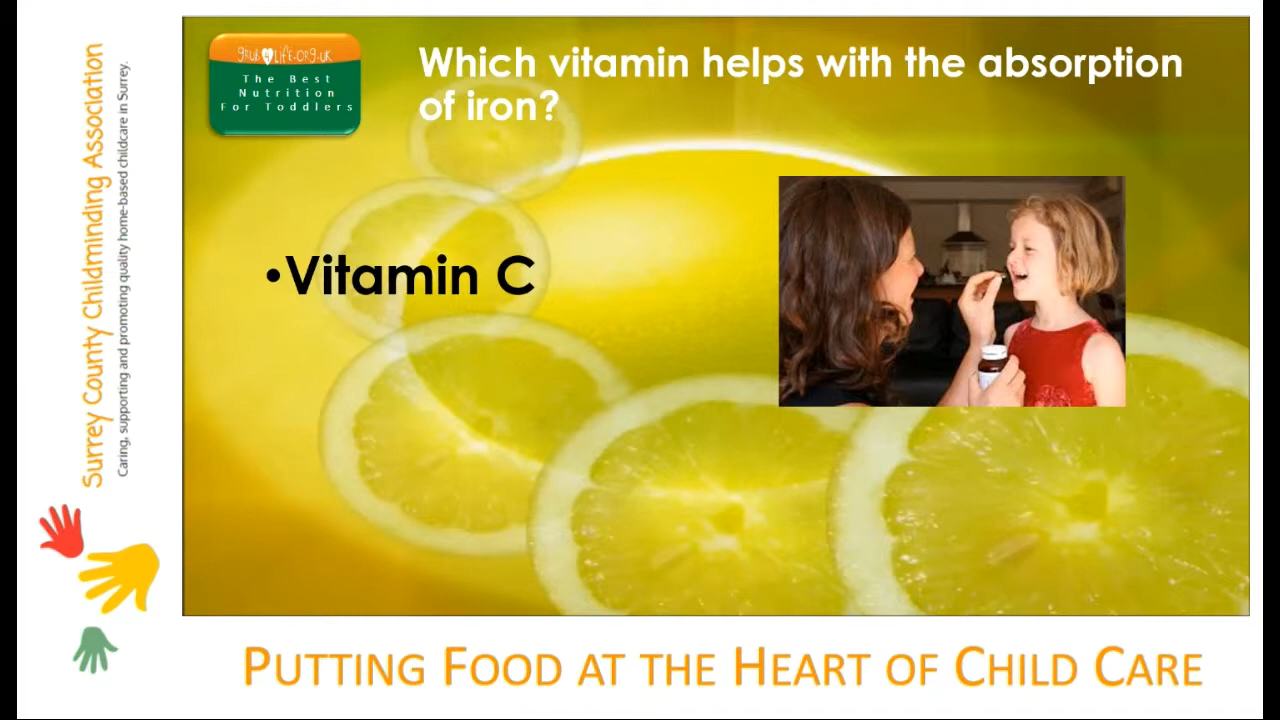 grub4life.org.uk
The Best
Nutrition
For Toddlers
Which vitamin helps with the absorption
of iron?
•Vitamin C
Surrey County Childminding Association
Caring, supporting and promoting quality home-based childcare in Surrey.
PUTTING FOOD AT THE HEART OF CHILD CARE